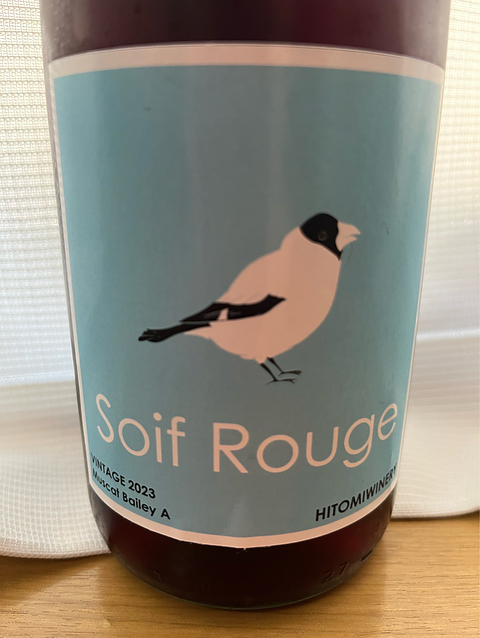 Soif Rouge
VINTAGE 2023
Muscat Bailey A
HITOMIWINERY